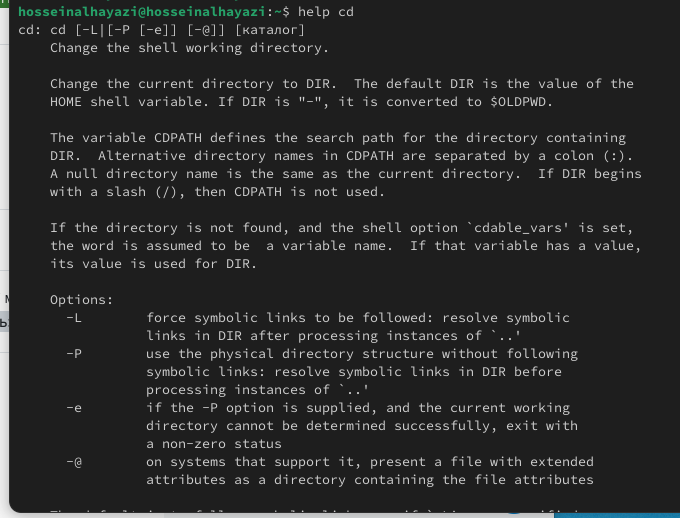 hosseinalhayazi@hosseinalhayazi:~$ help cd
cd: cd [-L|[-P [-e]] [-@]] [каталог]
Change the shell working directory.
Change the current directory to DIR.  The default DIR is the value of the
HOME shell variable. If DIR is "-", it is converted to $OLDPWD.
The variable CDPATH defines the search path for the directory containing
DIR.  Alternative directory names in CDPATH are separated by a colon (:).
A null directory name is the same as the current directory.  If DIR begins
with a slash (/), then CDPATH is not used.
If the directory is not found, and the shell option `cdable_vars' is set,
the word is assumed to be  a variable name.  If that variable has a value,
its value is used for DIR.
Options:
-L        force symbolic links to be followed: resolve symbolic
links in DIR after processing instances of `..'
-P        use the physical directory structure without following
symbolic links: resolve symbolic links in DIR before
processing instances of `..'
-e        if the -P option is supplied, and the current working
directory cannot be determined successfully, exit with
a non-zero status
-@        on systems that support it, present a file with extended
attributes as a directory containing the file attributes